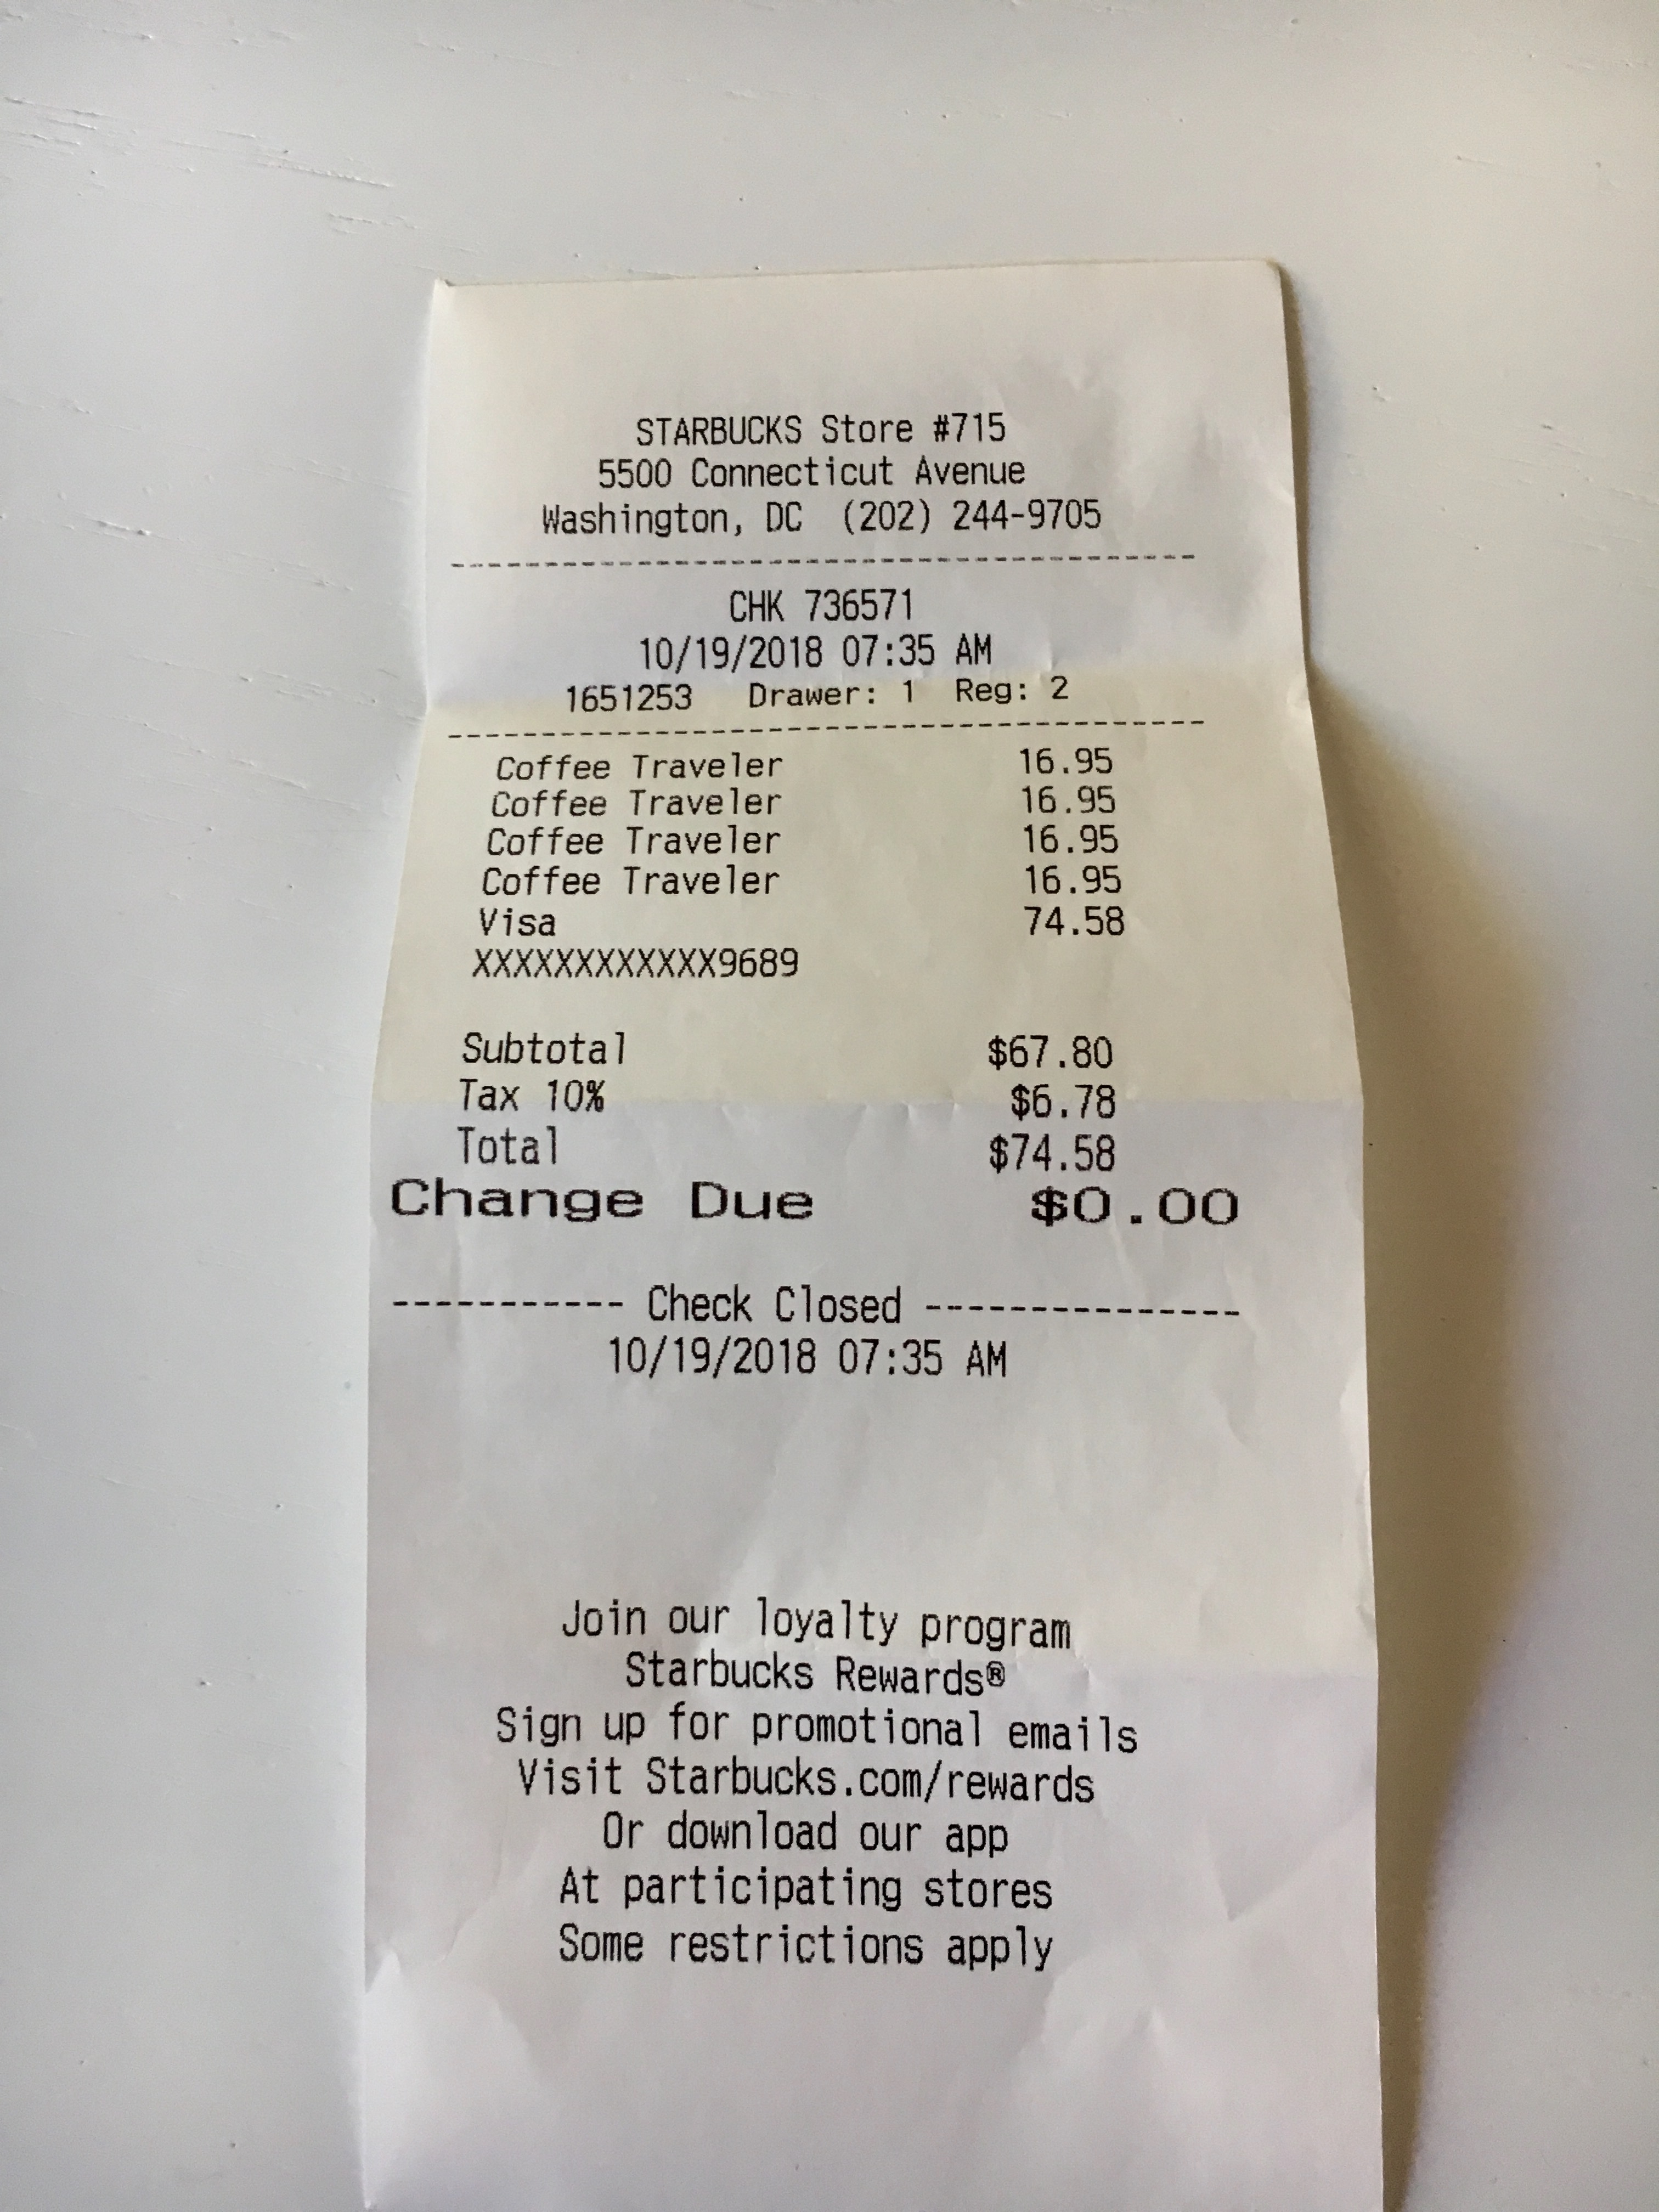 STARBUCKS Store #715
5500 Connecticut Avenue
Washington, DC (202) 244-9705
----------------------------------------
CHK 736571
10/19/2018 07:35 AM
1651253 Drawer: 1 Reg: 2
----------------------------------------
Coffee Traveler 16.95
Coffee Traveler 16.95
Coffee Traveler 16.95
Coffee Traveler 16.95
Visa 74.58
XXXXXXXXXXXX9689
Subtotal $67.80
Tax 10% $6.78
Total $74.58
Change Due $0.00
----------- Check Closed ---------------
10/19/2018 07:35 AM
Join our loyalty program
Starbucks Rewards®
Sign up for promotional emails
Visit Starbucks.com/rewards
Or download our app
At participating stores
Some restrictions apply